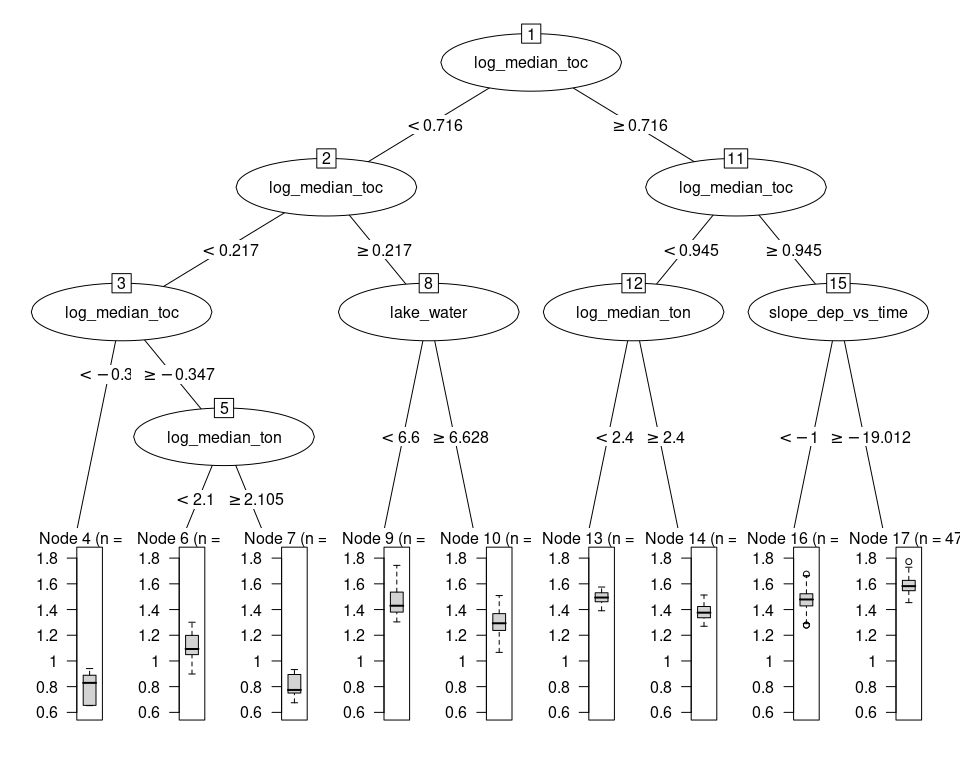 1
log_median_toc
< 0.716 ≥ 0.716
2 11
log_median_toc log_median_toc
< 0.217 ≥ 0.217 < 0.945 ≥ 0.945
3 8 12 15
log_median_toc lake_water log_median_ton slope_dep_vs_time
< −0.3 ≥ −0.347
5
log_median_ton
< 6.6 ≥ 6.628 < 2.4 ≥ 2.4 < −1 ≥ −19.012
< 2.1 ≥ 2.105
Node 4 (n = Node 6 (n = Node 7 (n = Node 9 (n = Node 10 (n = Node 13 (n = Node 14 (n = Node 16 (n = Node 17 (n = 47
1.8 1.8 1.8 1.8 1.8 1.8 1.8 1.8 1.8
1.6 1.6 1.6 1.6 1.6 1.6 1.6 1.6 1.6
1.4 1.4 1.4 1.4 1.4 1.4 1.4 1.4 1.4
1.2 1.2 1.2 1.2 1.2 1.2 1.2 1.2 1.2
1 1 1 1 1 1 1 1 1
0.8 0.8 0.8 0.8 0.8 0.8 0.8 0.8 0.8
0.6 0.6 0.6 0.6 0.6 0.6 0.6 0.6 0.6